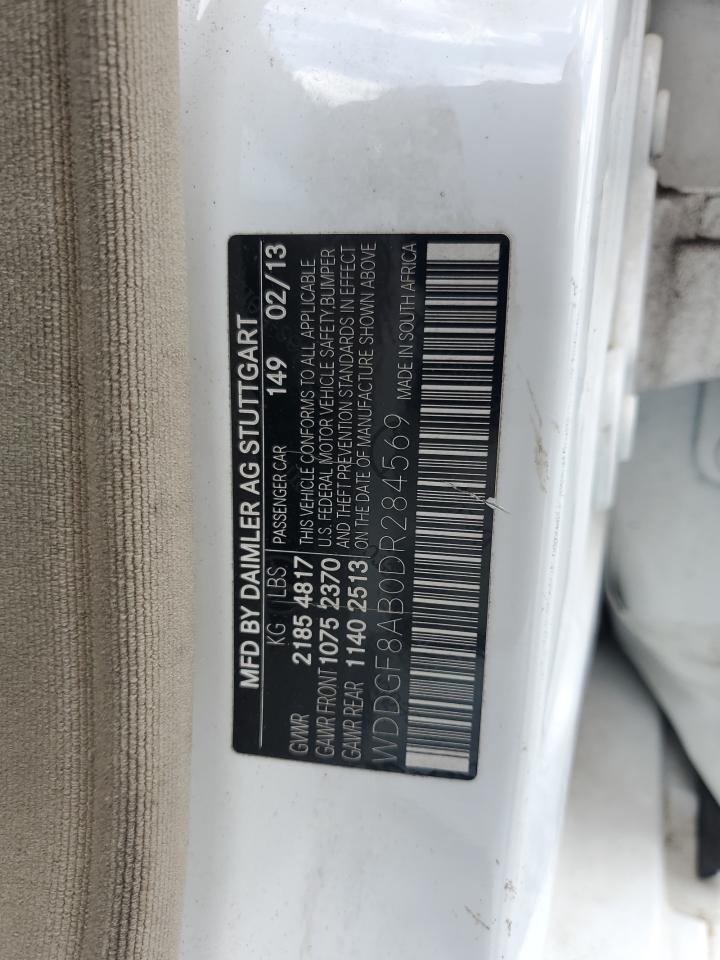 MFD BY DAIMLER AG STUTTGART
KG LBS PASSENGER CAR 149 02/13
GVWR 2185 4817 THIS VEHICLE CONFORMS TO ALL APPLICABLE
GAWR FRONT 1075 2370 U.S. FEDERAL MOTOR VEHICLE SAFETY, BUMPER
GAWR REAR 1140 2513 AND THEFT PREVENTION STANDARDS IN EFFECT
ON THE DATE OF MANUFACTURE SHOWN ABOVE
WDDGF8AB0DR284569 MADE IN SOUTH AFRICA